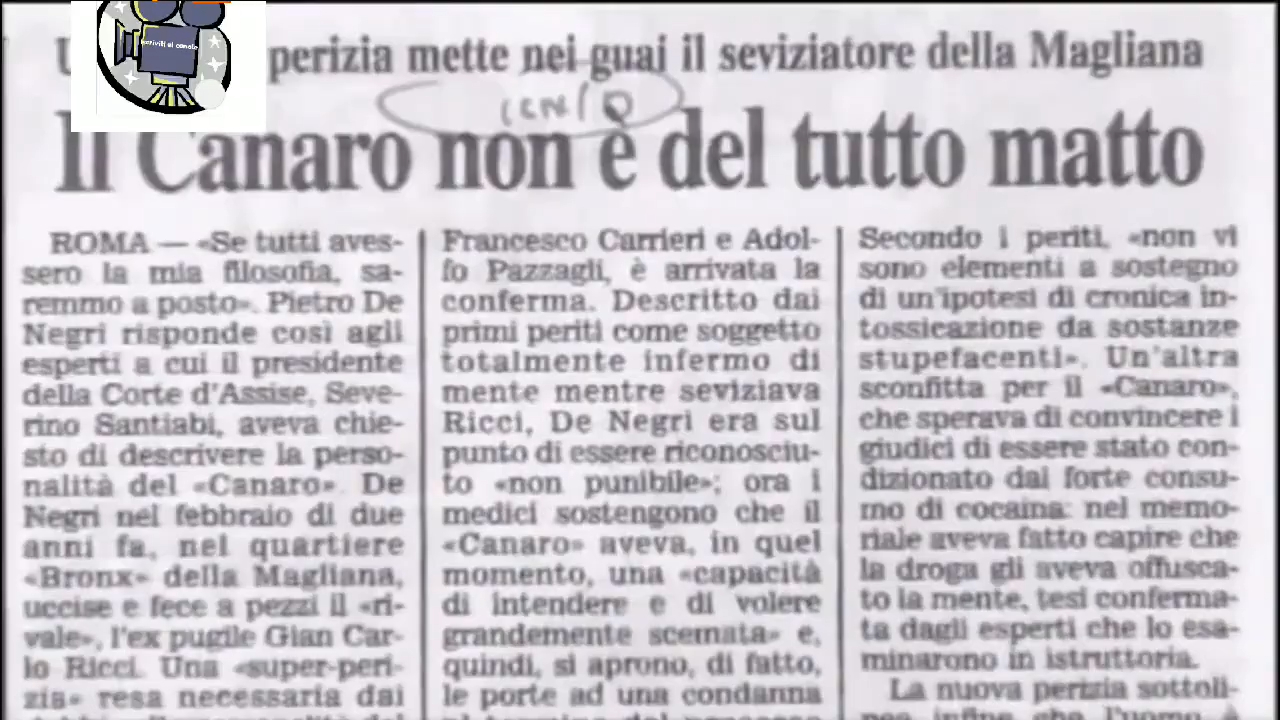 iscriviti al canale
perizia mette nei guai il seviziatore della Magliana
Il Canaro non è del tutto matto
ROMA — «Se tutti aves-
sero la mia filosofia, sa-
remmo a posto». Pietro De
Negri risponde così agli
esperti a cui il presidente
della Corte d'Assise, Seve-
rino Santiabi, aveva chie-
sto di descrivere la perso-
nalità del «Canaro». De
Negri nel febbraio di due
anni fa, nel quartiere
«Bronx» della Magliana,
uccise e fece a pezzi il «ri-
vale», l'ex pugile Gian Car-
lo Ricci. Una «super-peri-
zia» resa necessaria dai
Francesco Carrieri e Adol-
fo Pazzagli, è arrivata la
conferma. Descritto dai
primi periti come soggetto
totalmente infermo di
mente mentre seviziava
Ricci, De Negri era sul
punto di essere riconosciu-
to «non punibile»; ora i
medici sostengono che il
«Canaro» aveva, in quel
momento, una «capacità
di intendere e di volere
grandemente scemata» e,
quindi, si aprono, di fatto,
le porte ad una condanna
Secondo i periti, «non vi
sono elementi a sostegno
di un'ipotesi di cronica in-
tossicazione da sostanze
stupefacenti». Un'altra
sconfitta per il «Canaro»,
che sperava di convincere i
giudici di essere stato con-
dizionato dal forte consu-
mo di cocaina: nel memo-
riale aveva fatto capire che
la droga gli aveva offusca-
to la mente, tesi conferma-
ta dagli esperti che lo esa-
minarono in istruttoria.
La nuova perizia sottoli-